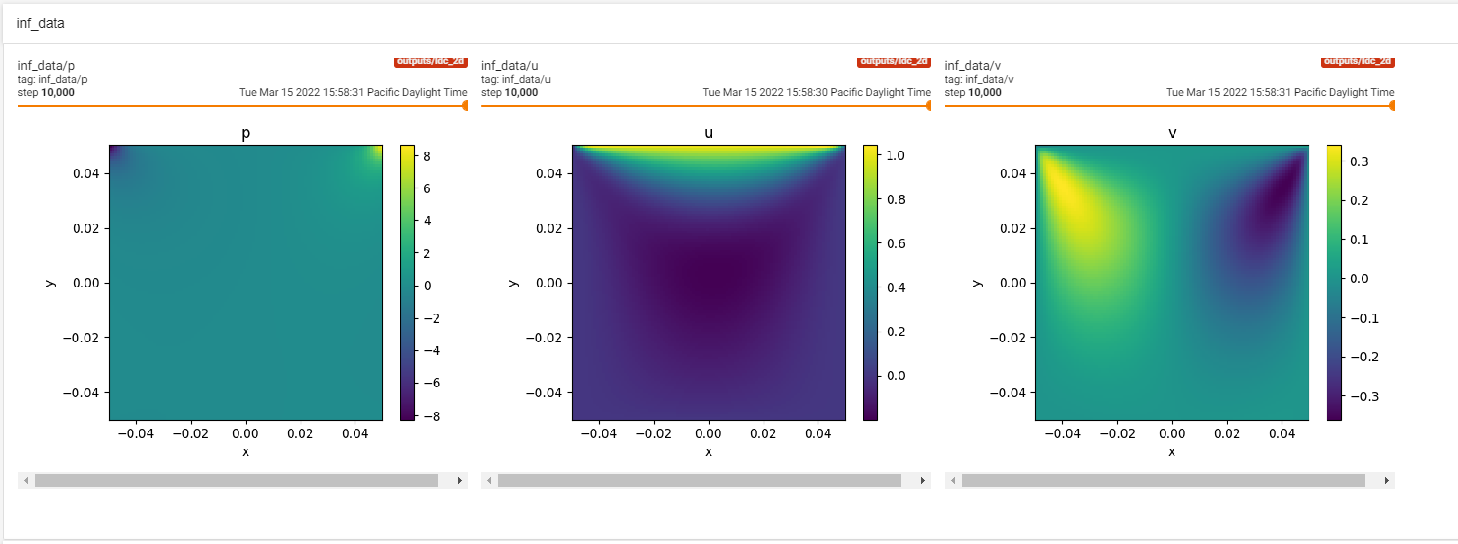 inf_data
inf_data/p
outputs/ldc_2d
tag: inf_data/p
step 10,000
Tue Mar 15 2022 15:58:31 Pacific Daylight Time
p
0.04
0.02
0.00
−0.02
−0.04
y
−0.04 −0.02 0.00 0.02 0.04
x
8
6
4
2
0
−2
−4
−6
−8
inf_data/u
outputs/ldc_2d
tag: inf_data/u
step 10,000
Tue Mar 15 2022 15:58:30 Pacific Daylight Time
u
0.04
0.02
0.00
−0.02
−0.04
y
−0.04 −0.02 0.00 0.02 0.04
x
1.0
0.8
0.6
0.4
0.2
0.0
inf_data/v
outputs/ldc_2d
tag: inf_data/v
step 10,000
Tue Mar 15 2022 15:58:31 Pacific Daylight Time
v
0.04
0.02
0.00
−0.02
−0.04
y
−0.04 −0.02 0.00 0.02 0.04
x
0.3
0.2
0.1
0.0
−0.1
−0.2
−0.3